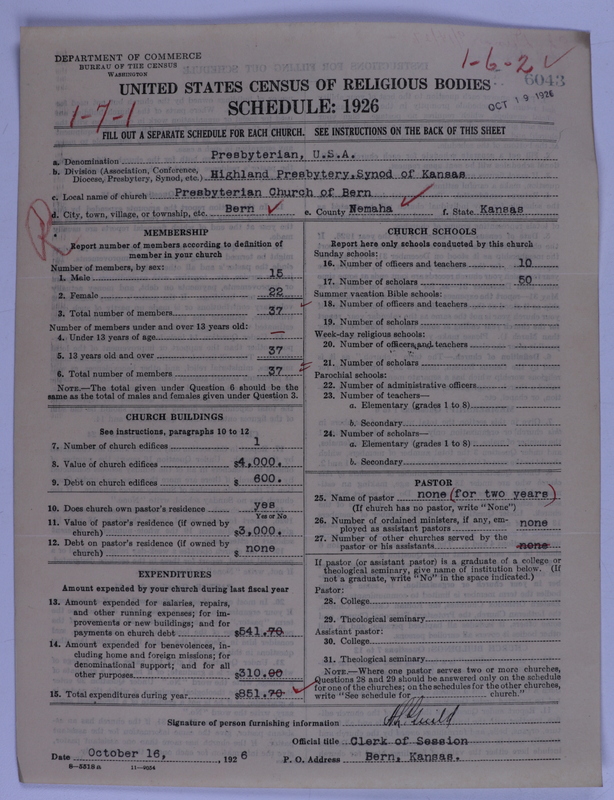 DEPARTMENT OF COMMERCE
BUREAU OF THE CENSUS
WASHINGTON
1-6-2 ✓
6043
UNITED STATES CENSUS OF RELIGIOUS BODIES
OCT 19 1926
SCHEDULE: 1926
1-7-1
FILL OUT A SEPARATE SCHEDULE FOR EACH CHURCH. SEE INSTRUCTIONS ON THE BACK OF THIS SHEET
a. Denomination Presbyterian, U.S.A.
b. Division (Association, Conference, Diocese, Presbytery, Synod, etc.) Highland Presbytery, Synod of Kansas
c. Local name of church Presbyterian Church of Bern
d. City, town, village, or township, etc. Bern ✓ e. County Nemaha ✓ f. State Kansas
R
MEMBERSHIP
Report number of members according to definition of
member in your church
Number of members, by sex:
1. Male 15
2. Female 22
3. Total number of members 37 ✓
Number of members under and over 13 years old:
4. Under 13 years of age —
5. 13 years old and over 37
6. Total number of members 37
NOTE.—The total given under Question 6 should be the
same as the total of males and females given under Question 3.
CHURCH BUILDINGS
See instructions, paragraphs 10 to 12
7. Number of church edifices 1
8. Value of church edifices $4,000.
9. Debt on church edifices $ 600.
10. Does church own pastor's residence yes
Yes or No
11. Value of pastor's residence (if owned by
church) $3,000.
12. Debt on pastor's residence (if owned by
church) $ none
EXPENDITURES
Amount expended by your church during last fiscal year
13. Amount expended for salaries, repairs,
and other running expenses; for im-
provements or new buildings; and for
payments on church debt $541.70
14. Amount expended for benevolences, in-
cluding home and foreign missions; for
denominational support; and for all
other purposes $310.00
15. Total expenditures during year $851.70 ✓
CHURCH SCHOOLS
Report here only schools conducted by this church
Sunday schools:
16. Number of officers and teachers 10
17. Number of scholars 50
Summer vacation Bible schools:
18. Number of officers and teachers
19. Number of scholars
Week-day religious schools:
20. Number of officers and teachers
21. Number of scholars
Parochial schools:
22. Number of administrative officers
23. Number of teachers—
a. Elementary (grades 1 to 8)
b. Secondary
24. Number of scholars—
a. Elementary (grades 1 to 8)
b. Secondary
PASTOR
25. Name of pastor none (for two years)
(If church has no pastor, write "None")
26. Number of ordained ministers, if any, em-
ployed as assistant pastors none
27. Number of other churches served by the
pastor or his assistants none
If pastor (or assistant pastor) is a graduate of a college or
theological seminary, give name of institution below. (If
not a graduate, write "No" in the space indicated.)
Pastor:
28. College
29. Theological seminary
Assistant pastor:
30. College
31. Theological seminary
NOTE.—Where one pastor serves two or more churches,
Questions 28 and 29 should be answered only on the schedule
for one of the churches; on the schedules for the other churches,
write "See schedule for church."
Signature of person furnishing information Guild
Official title Clerk of Session
Date October 16, 1926 P. O. Address Bern, Kansas.
8—5318a 11—9034